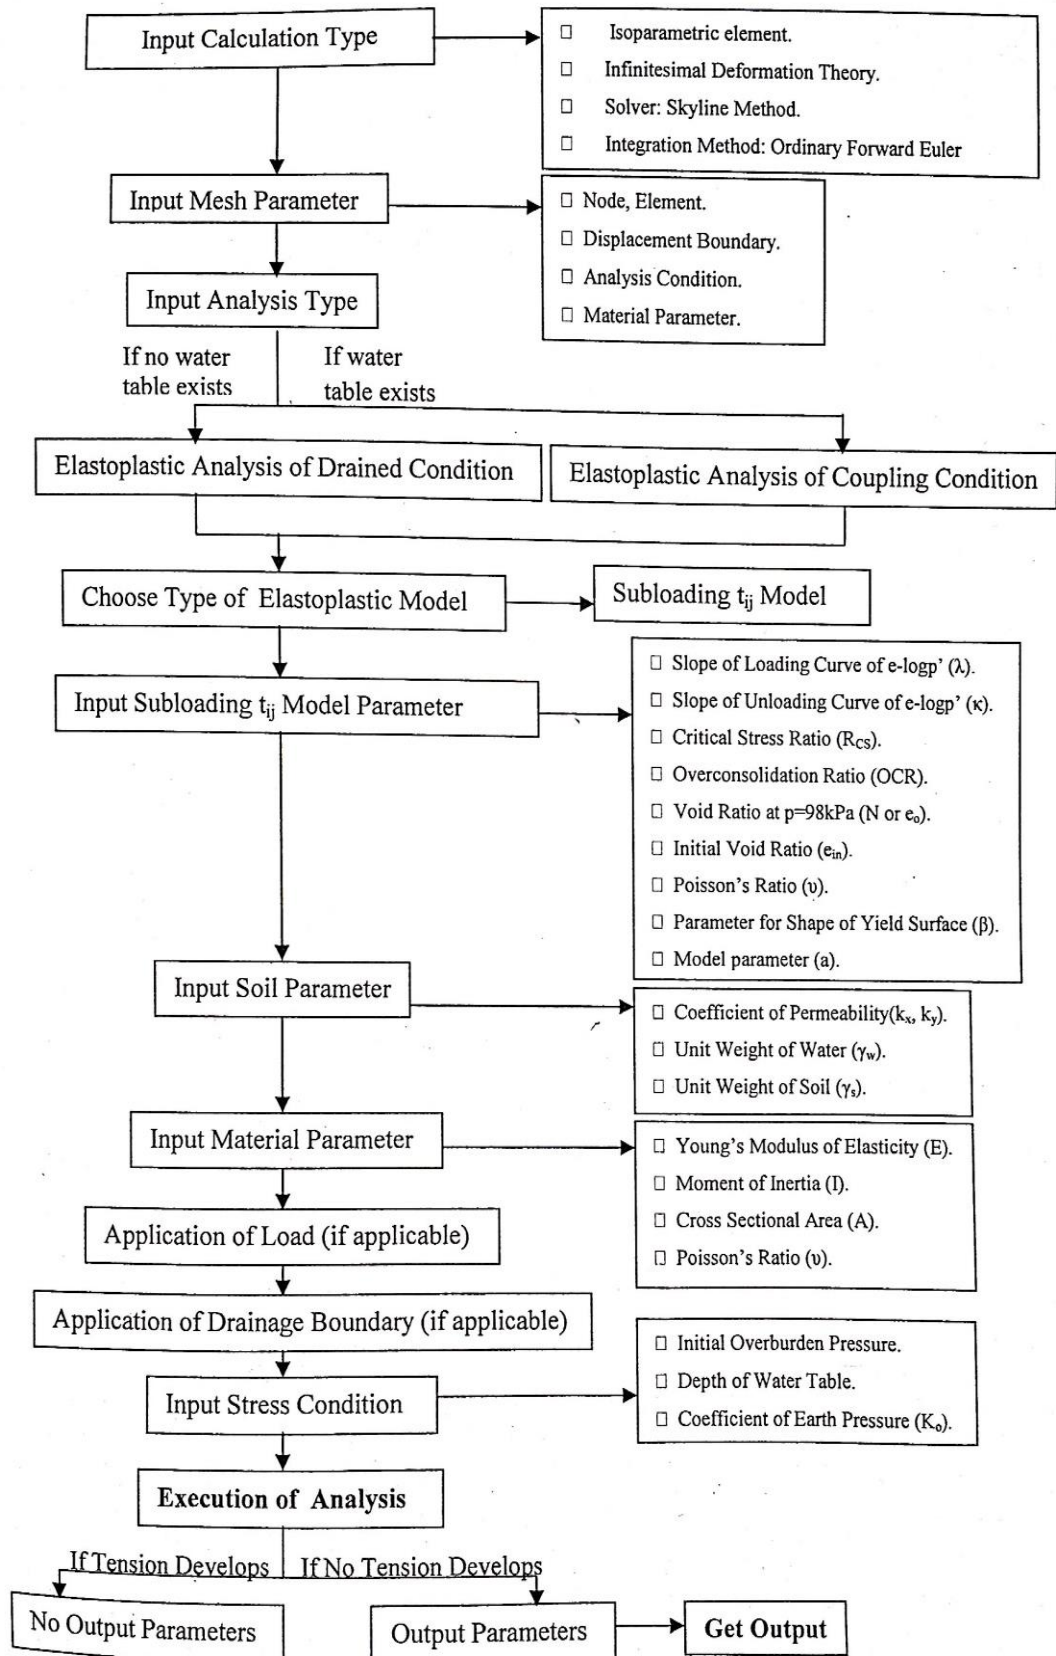 Input Calculation Type
□ Isoparametric element.
□ Infinitesimal Deformation Theory.
□ Solver: Skyline Method.
□ Integration Method: Ordinary Forward Euler
Input Mesh Parameter
□ Node, Element.
□ Displacement Boundary.
□ Analysis Condition.
□ Material Parameter.
Input Analysis Type
If no water
table exists
If water
table exists
Elastoplastic Analysis of Drained Condition
Elastoplastic Analysis of Coupling Condition
Choose Type of Elastoplastic Model
Subloading tij Model
Input Subloading tij Model Parameter
□ Slope of Loading Curve of e-logp’ (λ).
□ Slope of Unloading Curve of e-logp’ (κ).
□ Critical Stress Ratio (RCS).
□ Overconsolidation Ratio (OCR).
□ Void Ratio at p=98kPa (N or eo).
□ Initial Void Ratio (ein).
□ Poisson’s Ratio (υ).
□ Parameter for Shape of Yield Surface (β).
□ Model parameter (a).
Input Soil Parameter
□ Coefficient of Permeability(kx, ky).
□ Unit Weight of Water (γw).
□ Unit Weight of Soil (γs).
Input Material Parameter
□ Young’s Modulus of Elasticity (E).
□ Moment of Inertia (I).
□ Cross Sectional Area (A).
□ Poisson’s Ratio (υ).
Application of Load (if applicable)
Application of Drainage Boundary (if applicable)
Input Stress Condition
□ Initial Overburden Pressure.
□ Depth of Water Table.
□ Coefficient of Earth Pressure (Ko).
Execution of Analysis
If Tension Develops
If No Tension Develops
No Output Parameters
Output Parameters
Get Output